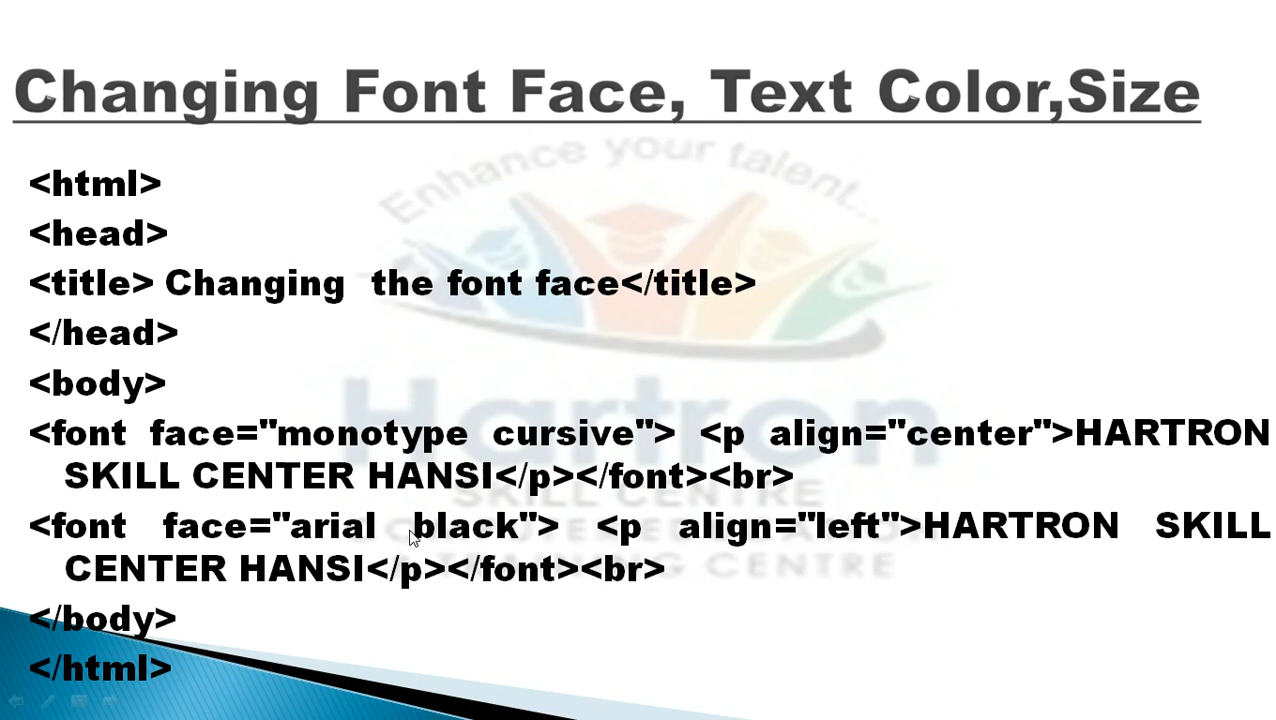 Changing Font Face, Text Color,Size
Enhance your talent...
<html>
<head>
<title> Changing the font face</title>
</head>
<body>
<font face="monotype cursive"> <p align="center">HARTRON
SKILL CENTER HANSI</p></font><br>
<font face="arial black"> <p align="left">HARTRON SKILL
CENTER HANSI</p></font><br>
</body>
</html>
Hartron
SKILL CENTRE
CENTRE